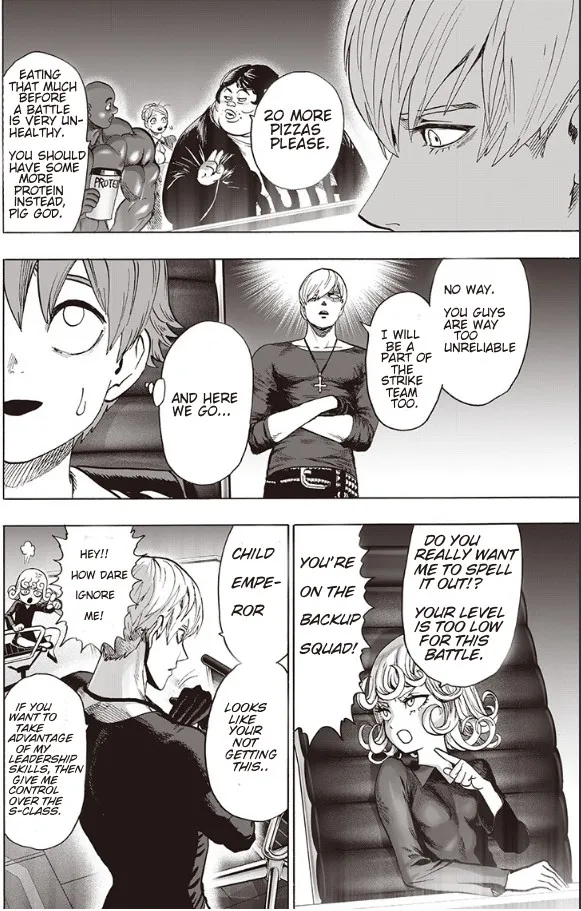 20 MORE
PIZZAS
PLEASE.
EATING
THAT MUCH
BEFORE
A BATTLE
IS VERY UN-
HEALTHY.
YOU SHOULD
HAVE SOME
MORE
PROTEIN
INSTEAD,
PIG GOD.
PROTEI
NO WAY.
YOU GUYS
ARE WAY
TOO
UNRELIABLE
I WILL
BE A
PART OF
THE
STRIKE
TEAM
TOO.
AND HERE
WE GO...
DO YOU
REALLY WANT
ME TO SPELL
IT OUT!?
YOUR LEVEL
IS TOO LOW
FOR THIS
BATTLE.
YOU'RE
ON THE
BACKUP
SQUAD!
CHILD
EMPE-
ROR
HEY!!
HOW DARE
IGNORE
ME!
LOOKS
LIKE
YOUR
NOT
GETTING
THIS..
IF YOU
WANT TO
TAKE
ADVANTAGE
OF MY
LEADERSHIP
SKILLS, THEN
GIVE ME
CONTROL
OVER THE
S-CLASS.